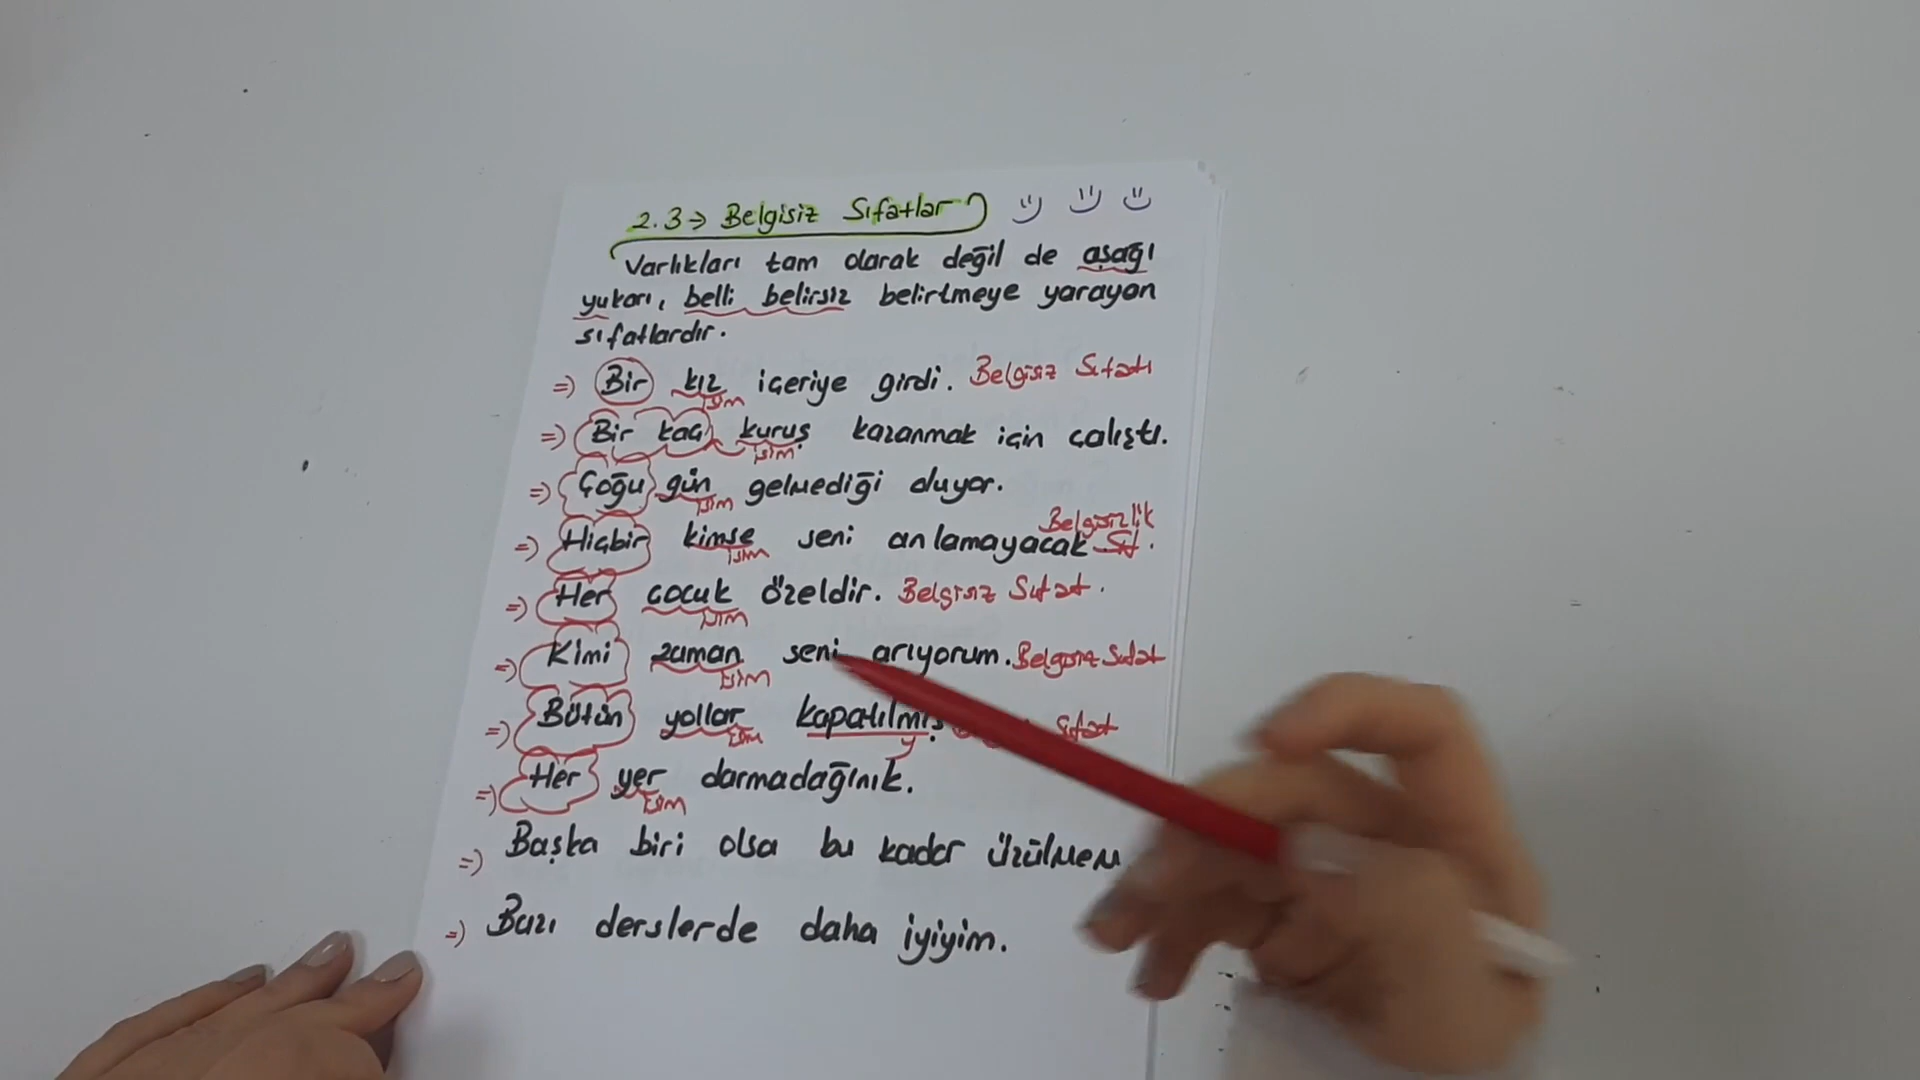 2.3→ Belgisiz Sıfatlar
Varlıkları tam olarak değil de aşağı
yukarı, belli belirsiz belirtmeye yarayan
sıfatlardır.
⇒ Bir kız içeriye girdi. Belgisiz Sıfatı
isim
⇒ Bir kaç kuruş kazanmak için çalıştı.
isim
⇒ Çoğu gün gelmediği oluyor.
isim
Belgisizlik
⇒ Hiçbir kimse seni anlamayacak Sıf.
isim
⇒ Her çocuk özeldir. Belgisiz Sıfat.
isim
⇒ Kimi zaman seni arıyorum. Belgisiz Sıfat
isim
⇒ Bütün yollar kapatılmış Sıfat
isim y
⇒ Her yer darmadağınık.
isim
⇒ Başka biri olsa bu kadar üzülmem
⇒ Bazı derslerde daha iyiyim.